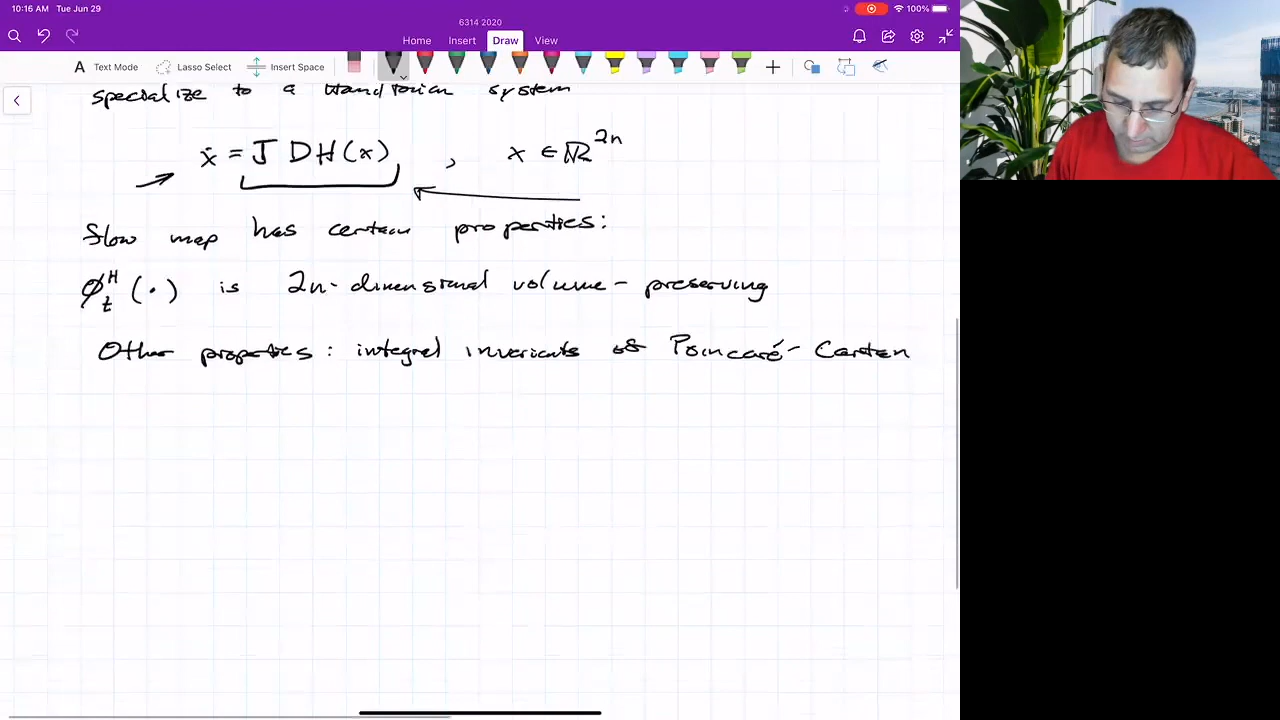 10:16 AM Tue Jun 29
100%
6314 2020
Home Insert Draw View
A Text Mode Lasso Select Insert Space
specialize to a Hamiltonian system
ẋ = J DH(x) , x ∈ ℝ²ⁿ
flow map has certain properties:
ϕₜᴴ(·) is 2n-dimensional volume-preserving
Other properties: integral invariants of Poincaré-Cartan